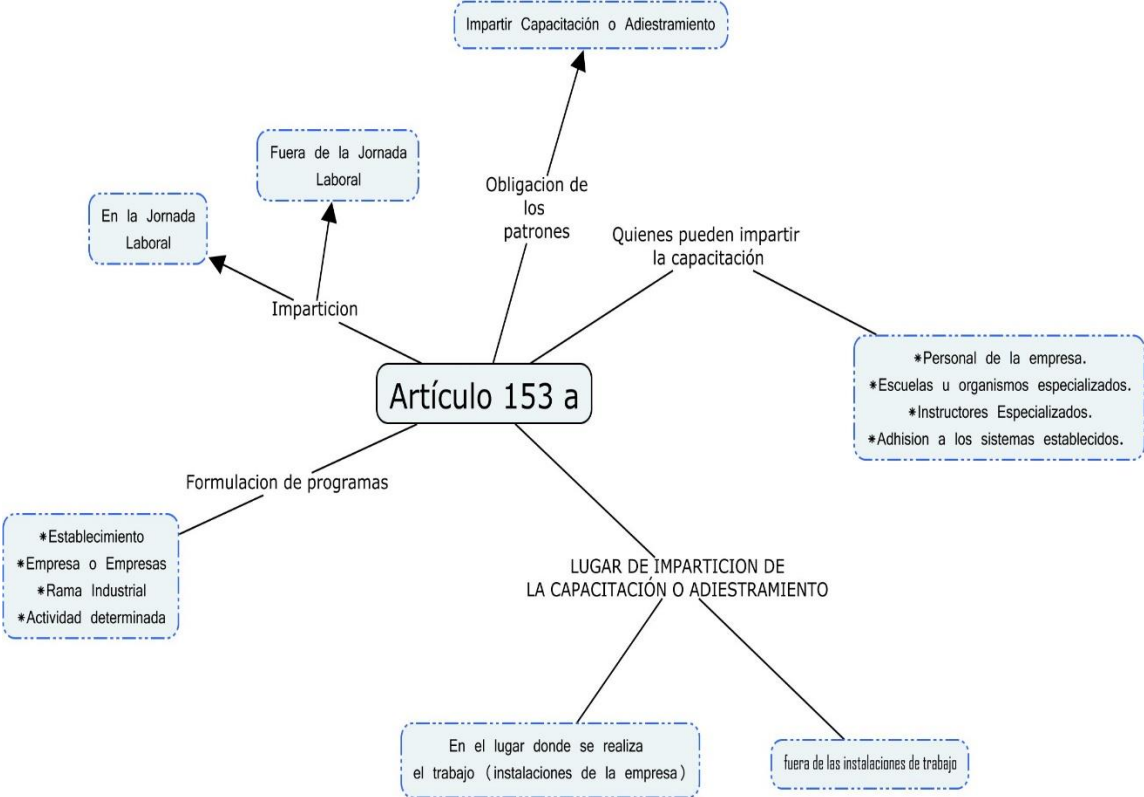 Impartir Capacitación o Adiestramiento
Fuera de la Jornada
Laboral
En la Jornada
Laboral
Obligacion de
los
patrones
Quienes pueden impartir
la capacitación
Imparticion
*Personal de la empresa.
*Escuelas u organismos especializados.
*Instructores Especializados.
*Adhision a los sistemas establecidos.
Artículo 153 a
Formulacion de programas
*Establecimiento
*Empresa o Empresas
*Rama Industrial
*Actividad determinada
LUGAR DE IMPARTICION DE
LA CAPACITACIÓN O ADIESTRAMIENTO
En el lugar donde se realiza
el trabajo (instalaciones de la empresa)
fuera de las instalaciones de trabajo